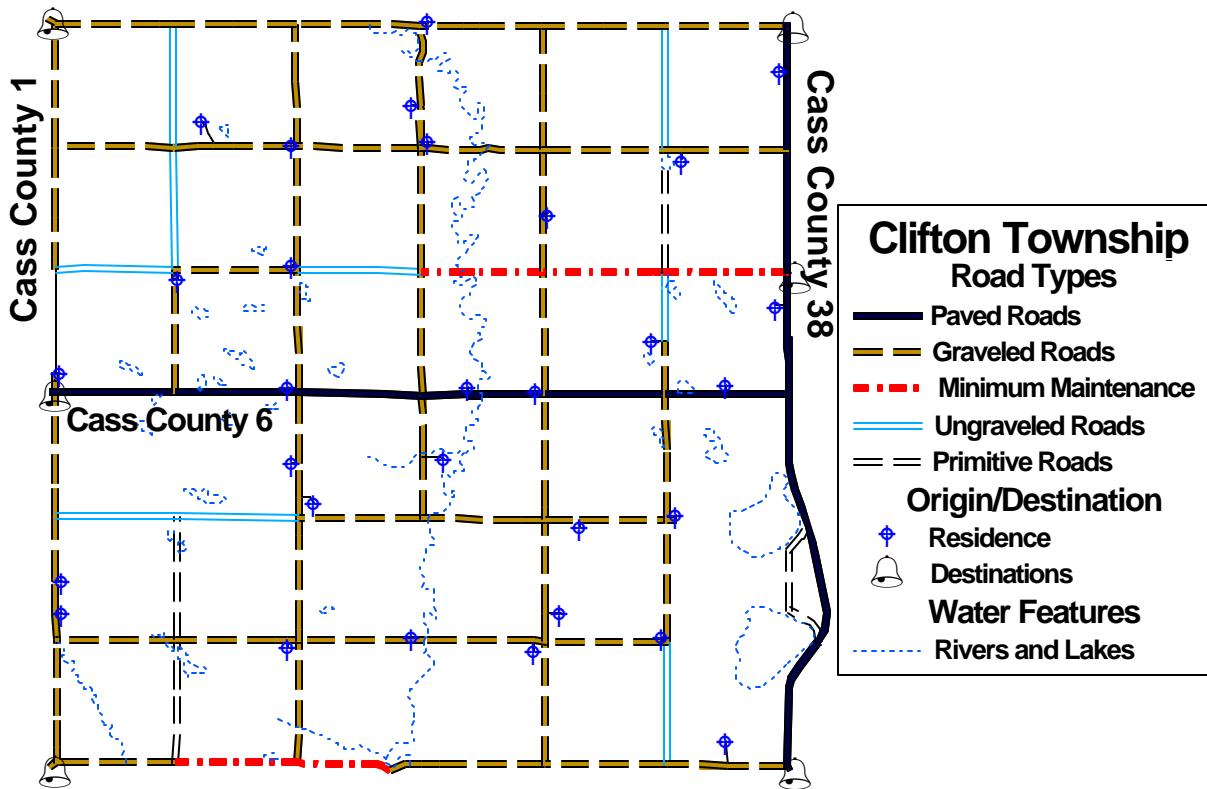 Cass County 1
Cass County 38
Cass County 6
Clifton Township
Road Types
Paved Roads
Graveled Roads
Minimum Maintenance
Ungraveled Roads
Primitive Roads
Origin/Destination
Residence
Destinations
Water Features
Rivers and Lakes